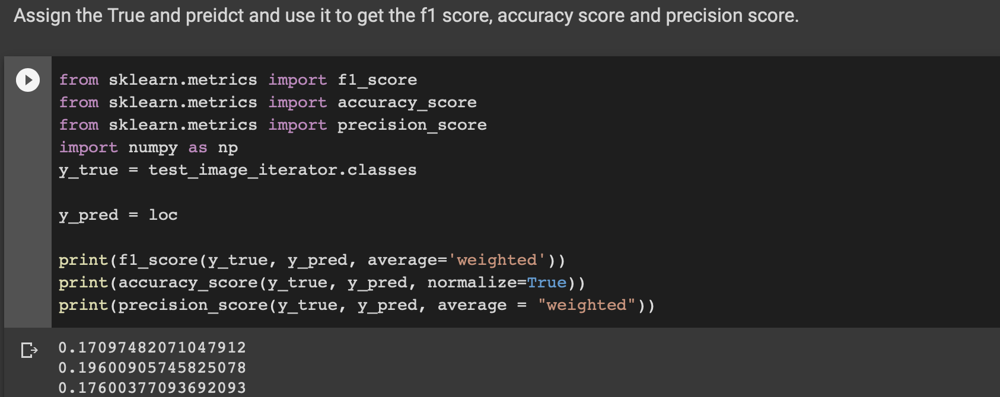 Assign the True and preidct and use it to get the f1 score, accuracy score and precision score.
from sklearn.metrics import f1_score
from sklearn.metrics import accuracy_score
from sklearn.metrics import precision_score
import numpy as np
y_true = test_image_iterator.classes
y_pred = loc
print(f1_score(y_true, y_pred, average='weighted'))
print(accuracy_score(y_true, y_pred, normalize=True))
print(precision_score(y_true, y_pred, average = "weighted"))
0.17097482071047912
0.19600905745825078
0.17600377093692093